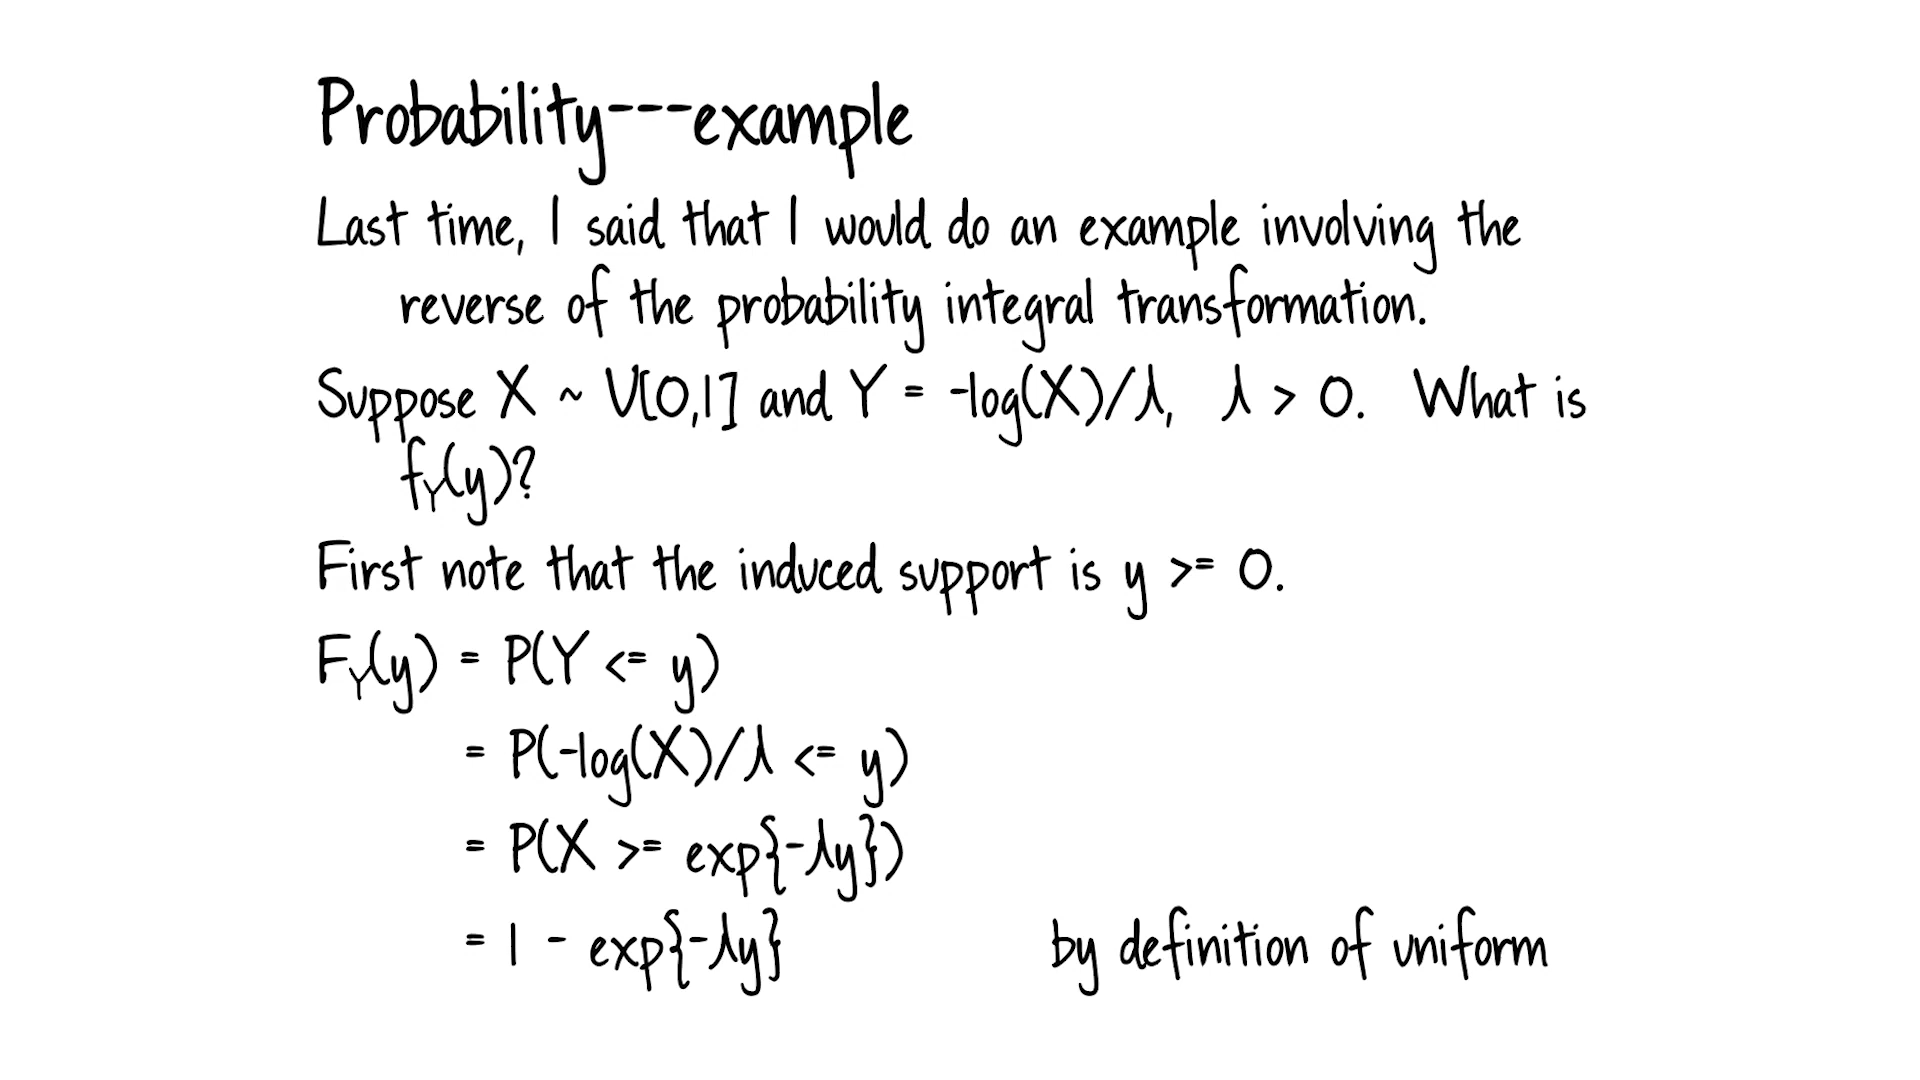 Probability---example
Last time, I said that I would do an example involving the
reverse of the probability integral transformation.
Suppose X ~ U[0,1] and Y = -log(X)/λ, λ > 0. What is
fY(y)?
First note that the induced support is y >= 0.
FY(y) = P(Y <= y)
= P(-log(X)/λ <= y)
= P(X >= exp{-λy})
= 1 - exp{-λy} by definition of uniform